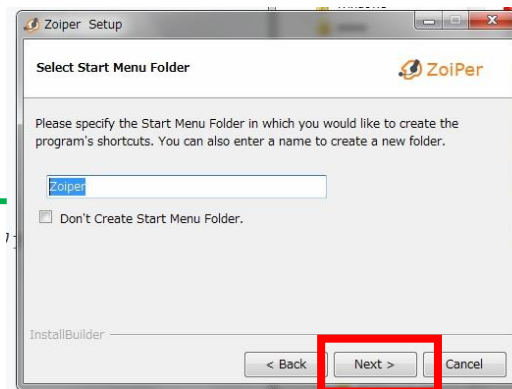 Zoiper Setup
Select Start Menu Folder
ZoiPer
Please specify the Start Menu Folder in which you would like to create the
program's shortcuts. You can also enter a name to create a new folder.
Zoiper
Don't Create Start Menu Folder.
InstallBuilder
< Back
Next >
Cancel